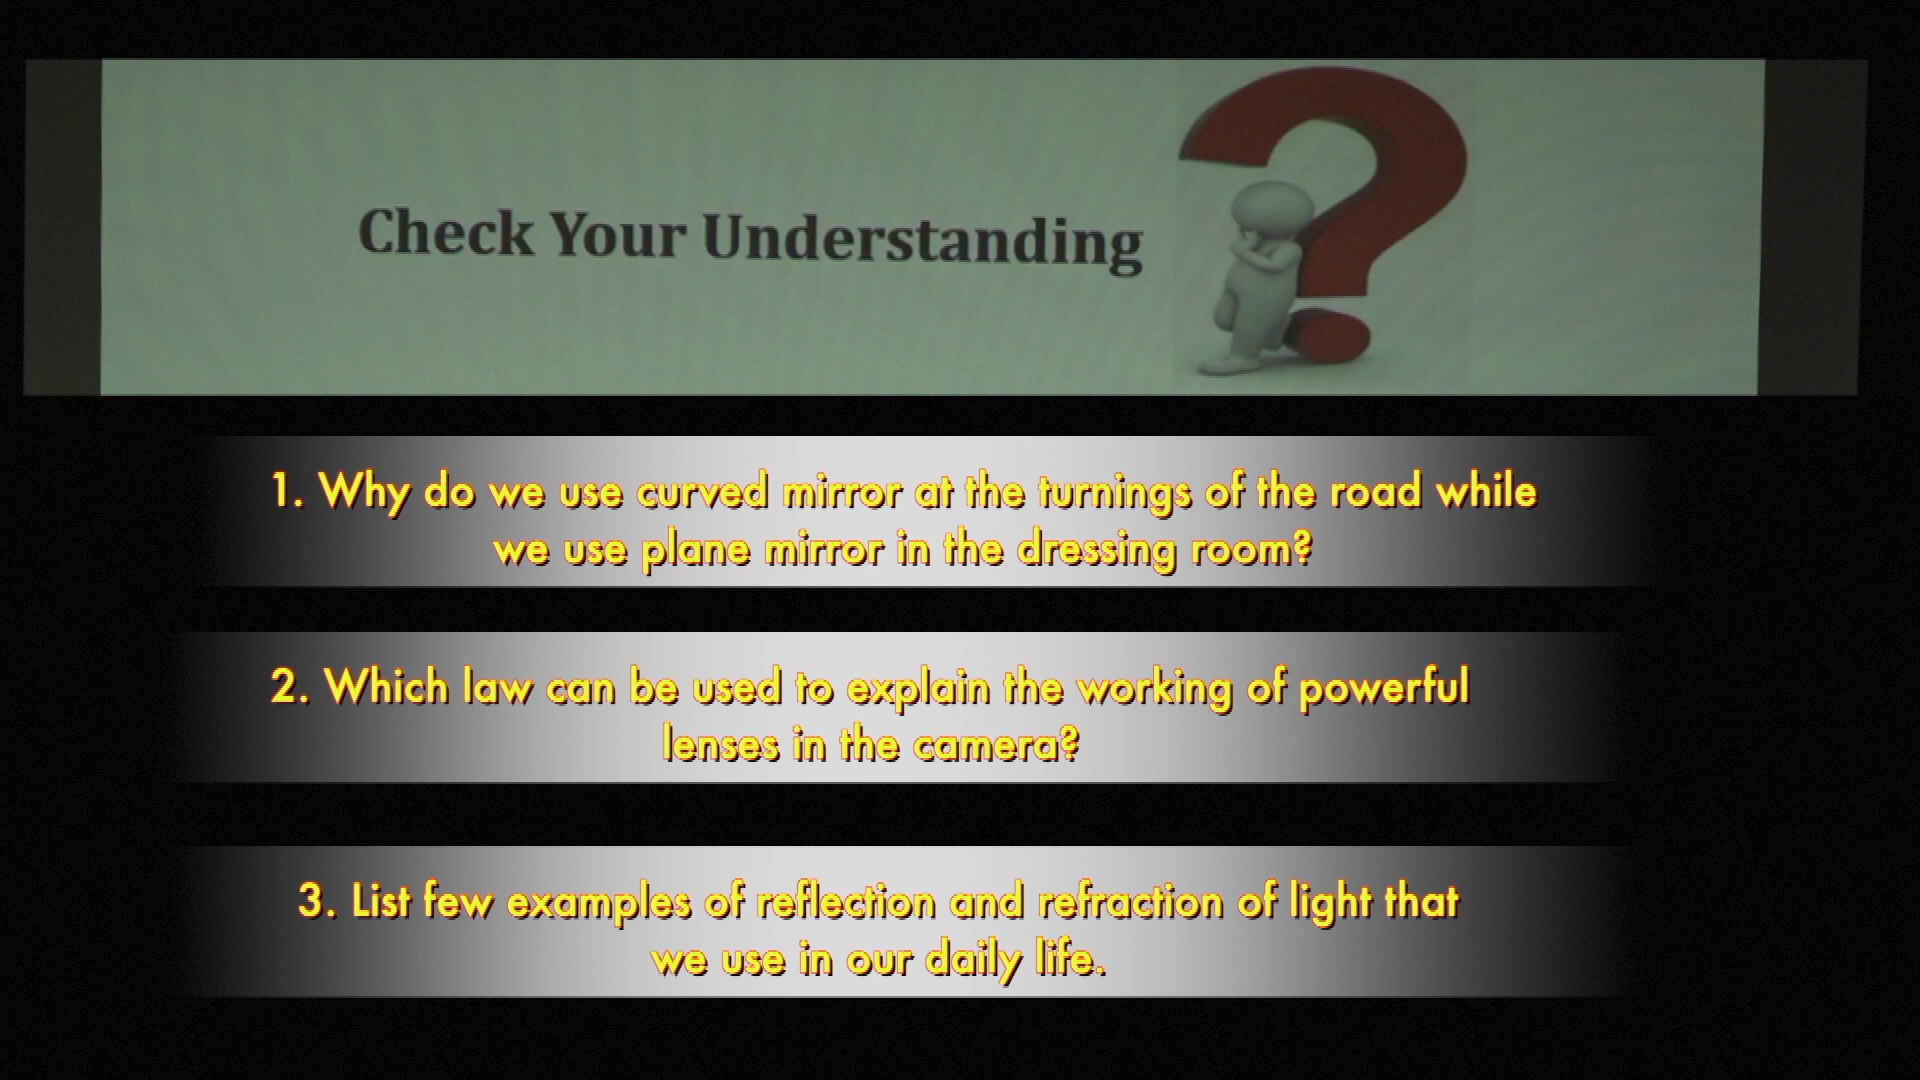 Check Your Understanding
1. Why do we use curved mirror at the turnings of the road while
we use plane mirror in the dressing room?
2. Which law can be used to explain the working of powerful
lenses in the camera?
3. List few examples of reflection and refraction of light that
we use in our daily life.